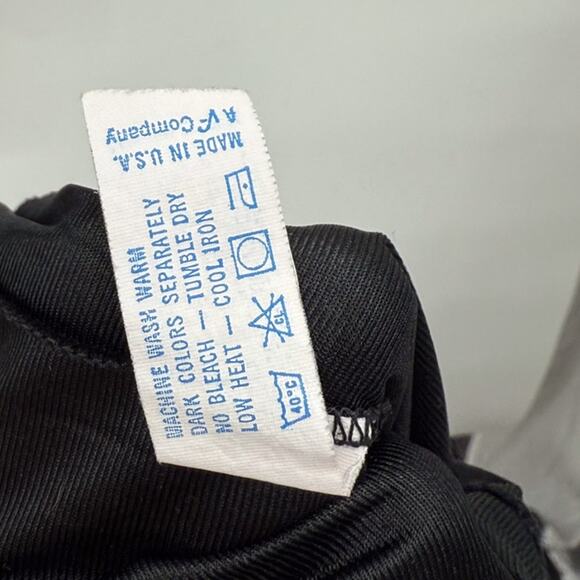 MACHINE WASH WARM
DARK COLORS SEPARATELY
NO BLEACH — TUMBLE DRY
LOW HEAT — COOL IRON
40°C
CL
MADE IN U.S.A.
A VF Company